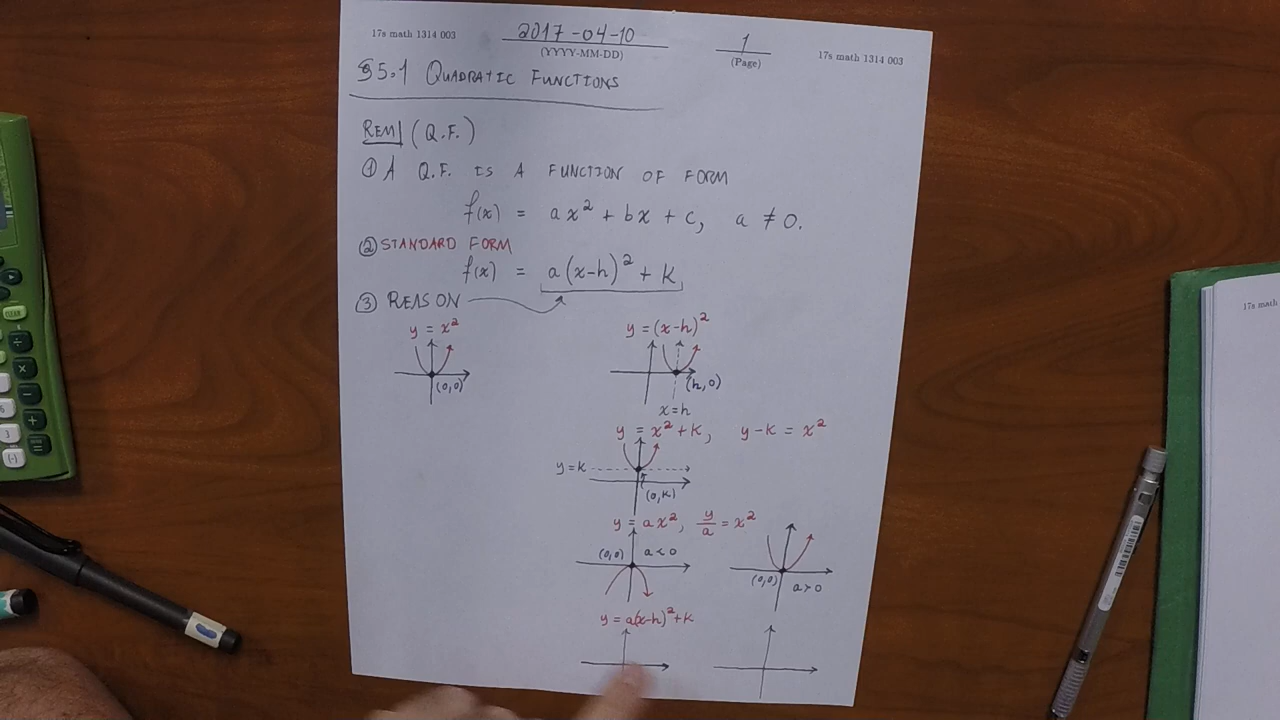 17s math 1314 003
2017-04-10
(YYYY-MM-DD)
1
(Page)
17s math 1314 003
§5.1 QUADRATIC FUNCTIONS
REM (Q.F.)
① A Q.F. IS A FUNCTION OF FORM
f(x) = ax² + bx + c, a ≠ 0.
② STANDARD FORM
f(x) = a(x-h)² + k
③ REASON
y = x²
(0,0)
y = (x-h)²
(h,0)
x=h
y = x² + k, y-k = x²
y=k
(0,k)
y = ax², y/a = x²
(0,0) a<0
(0,0) a>0
y = a(x-h)²+k
17s math
CLEAR
÷
×
−
+
3
(-)